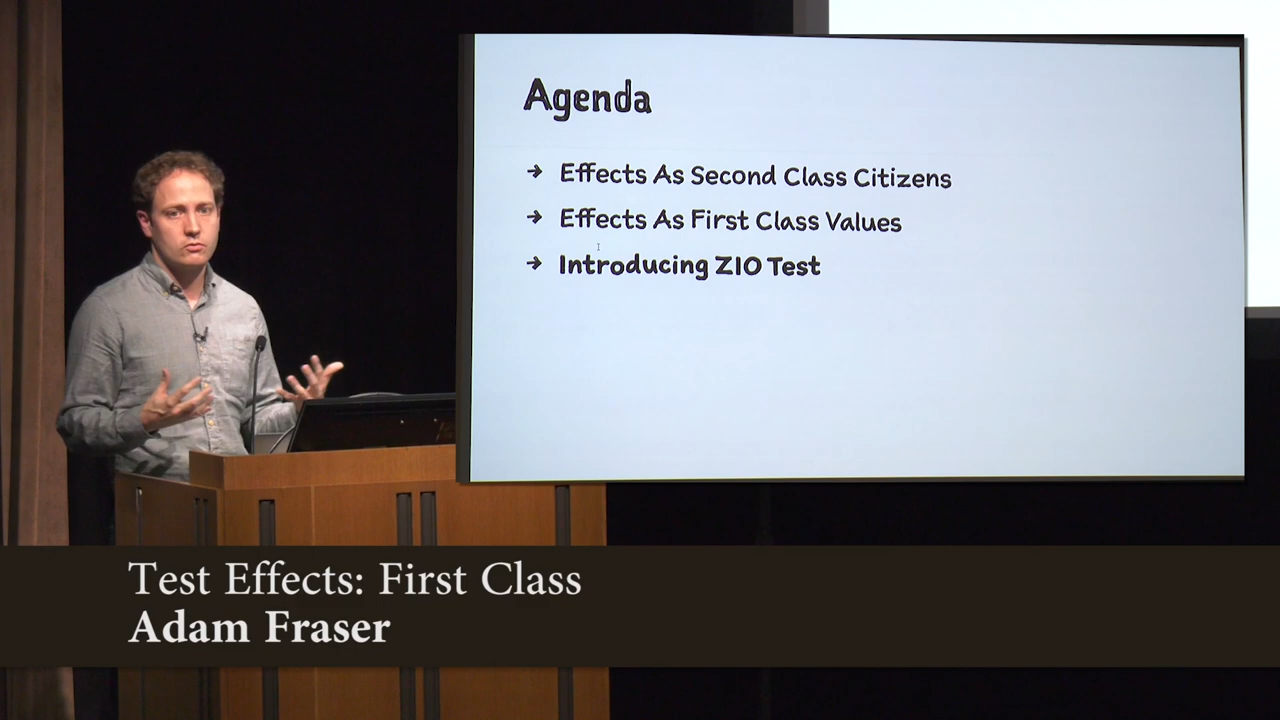 Agenda
→ Effects As Second Class Citizens
→ Effects As First Class Values
→ Introducing ZIO Test
Test Effects: First Class
Adam Fraser